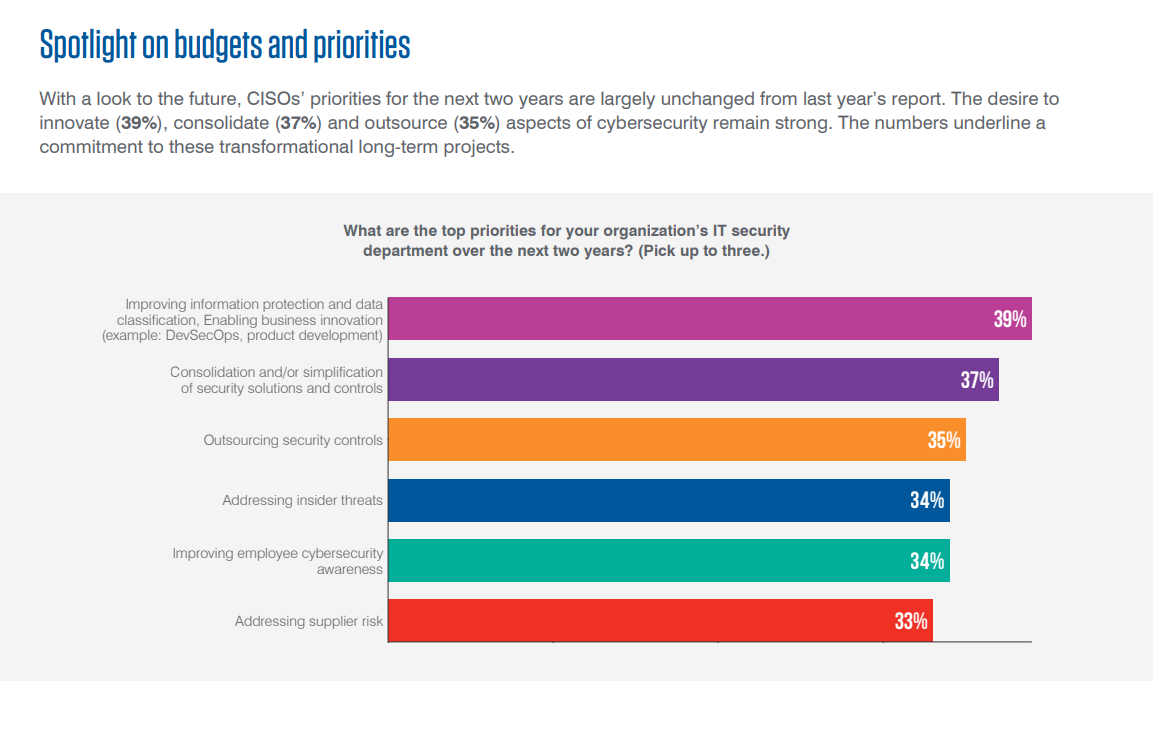 Spotlight on budgets and priorities
With a look to the future, CISOs’ priorities for the next two years are largely unchanged from last year’s report. The desire to
innovate (39%), consolidate (37%) and outsource (35%) aspects of cybersecurity remain strong. The numbers underline a
commitment to these transformational long-term projects.
What are the top priorities for your organization’s IT security
department over the next two years? (Pick up to three.)
Improving information protection and data
classification, Enabling business innovation
(example: DevSecOps, product development)
39%
Consolidation and/or simplification
of security solutions and controls
37%
Outsourcing security controls
35%
Addressing insider threats
34%
Improving employee cybersecurity
awareness
34%
Addressing supplier risk
33%